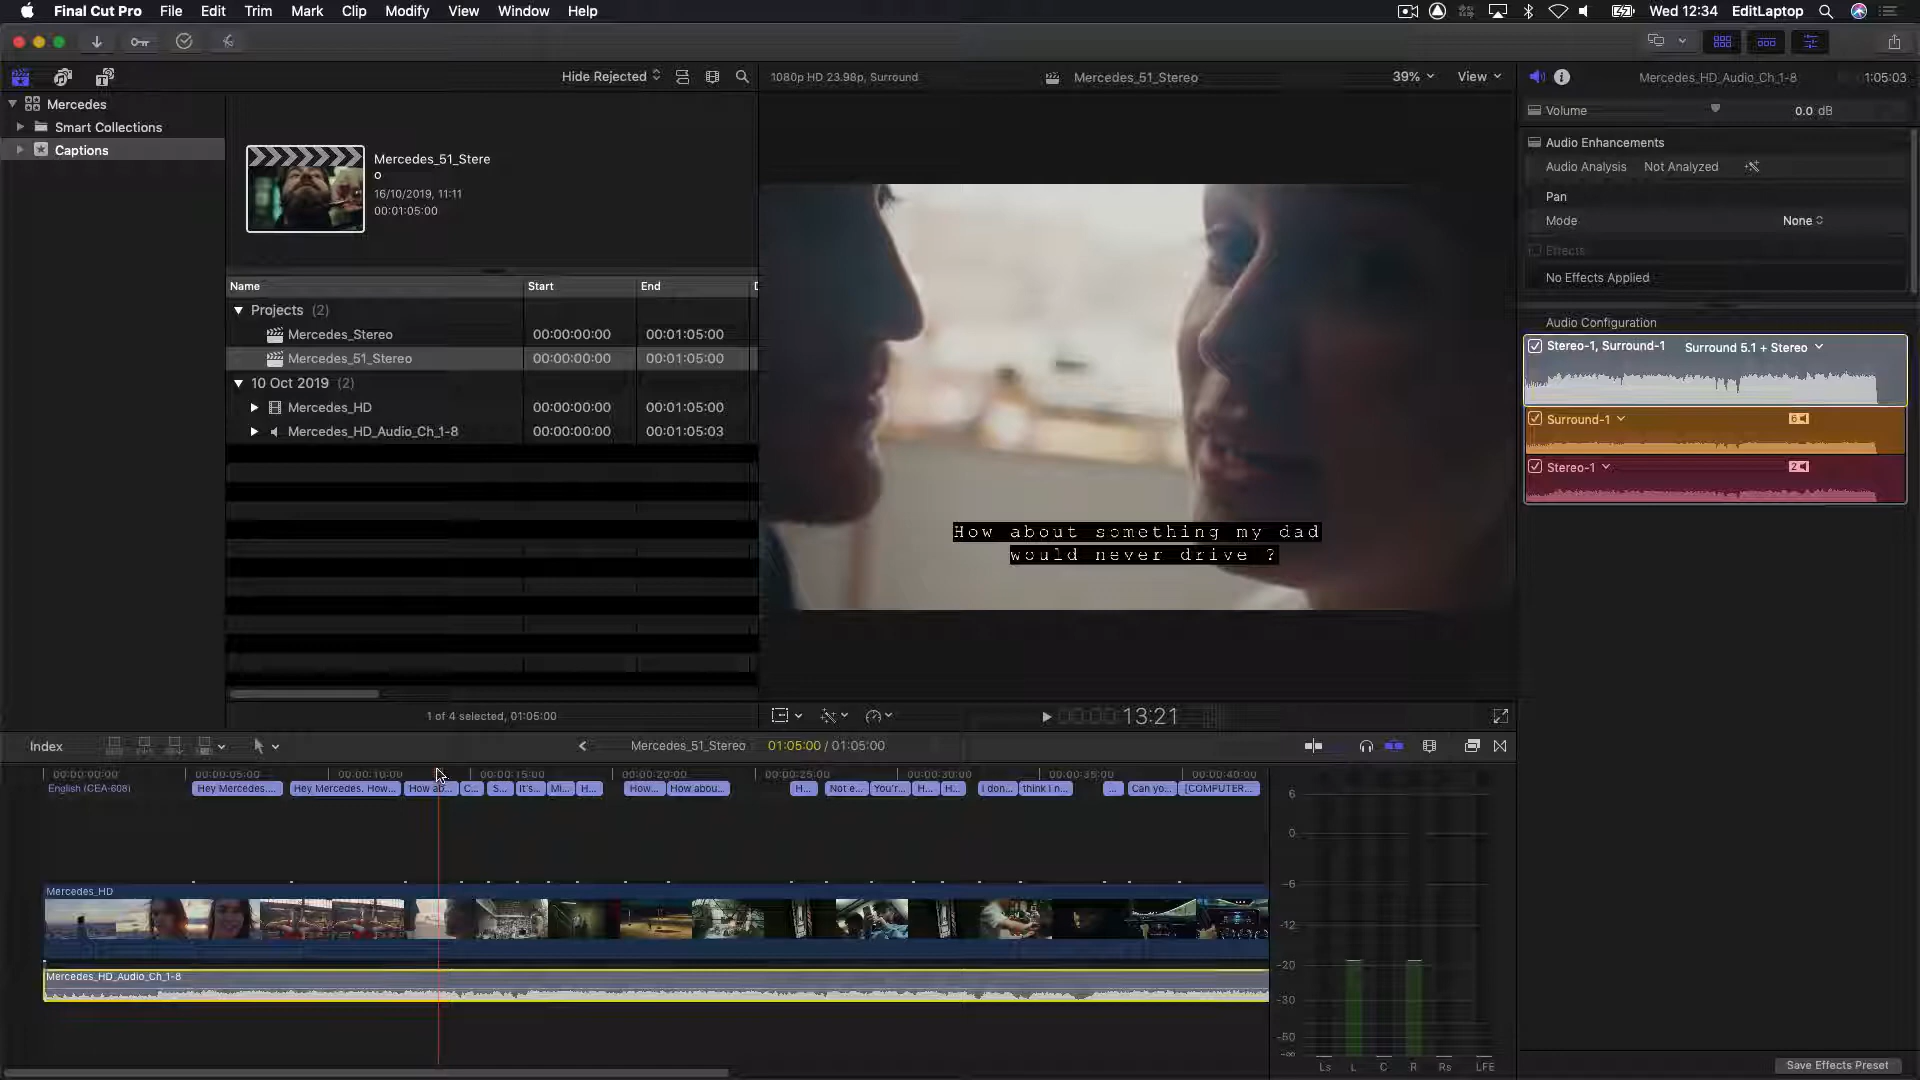 Final Cut Pro File Edit Trim Mark Clip Modify View Window Help
Wed 12:34 EditLaptop
Hide Rejected
1080p HD 23.98p, Surround
Mercedes_51_Stereo
39%
View
Mercedes_HD_Audio_Ch_1-8
1:05:03
Mercedes
Smart Collections
Captions
Mercedes_51_Stere
o
16/10/2019, 11:11
00:01:05:00
Name Start End
Projects (2)
Mercedes_Stereo 00:00:00:00 00:01:05:00
Mercedes_51_Stereo 00:00:00:00 00:01:05:00
10 Oct 2019 (2)
Mercedes_HD 00:00:00:00 00:01:05:00
Mercedes_HD_Audio_Ch_1-8 00:00:00:00 00:01:05:03
1 of 4 selected, 01:05:00
How about something my dad
would never drive ?
13:21
Volume 0.0 dB
Audio Enhancements
Audio Analysis Not Analyzed
Pan
Mode None
Effects
No Effects Applied
Audio Configuration
Stereo-1, Surround-1 Surround 5.1 + Stereo
Surround-1 6
Stereo-1 2
Save Effects Preset
Index
Mercedes_51_Stereo 01:05:00 / 01:05:00
00:00:00:00 00:00:05:00 00:00:10:00 00:00:15:00 00:00:20:00 00:00:25:00 00:00:30:00 00:00:35:00 00:00:40:00
English (CEA-608) Hey Mercedes.... Hey Mercedes. How... How ab... C... S... It's... Mi... H... How... How abou... H... Not e... You'r... H... H... I don... think I n... ... Can yo... [COMPUTER...
Mercedes_HD
Mercedes_HD_Audio_Ch_1-8
6
0
-6
-12
-20
-30
-50
-∞
Ls L C R Rs LFE